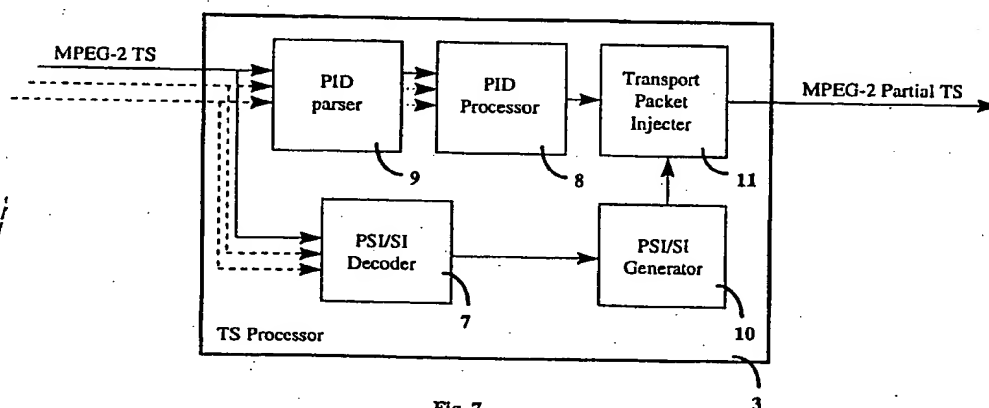 MPEG-2 TS
PID
parser
9
PID
Processor
8
Transport
Packet
Injecter
11
MPEG-2 Partial TS
PSI/SI
Decoder
7
PSI/SI
Generator
10
TS Processor
3
Fig. 7